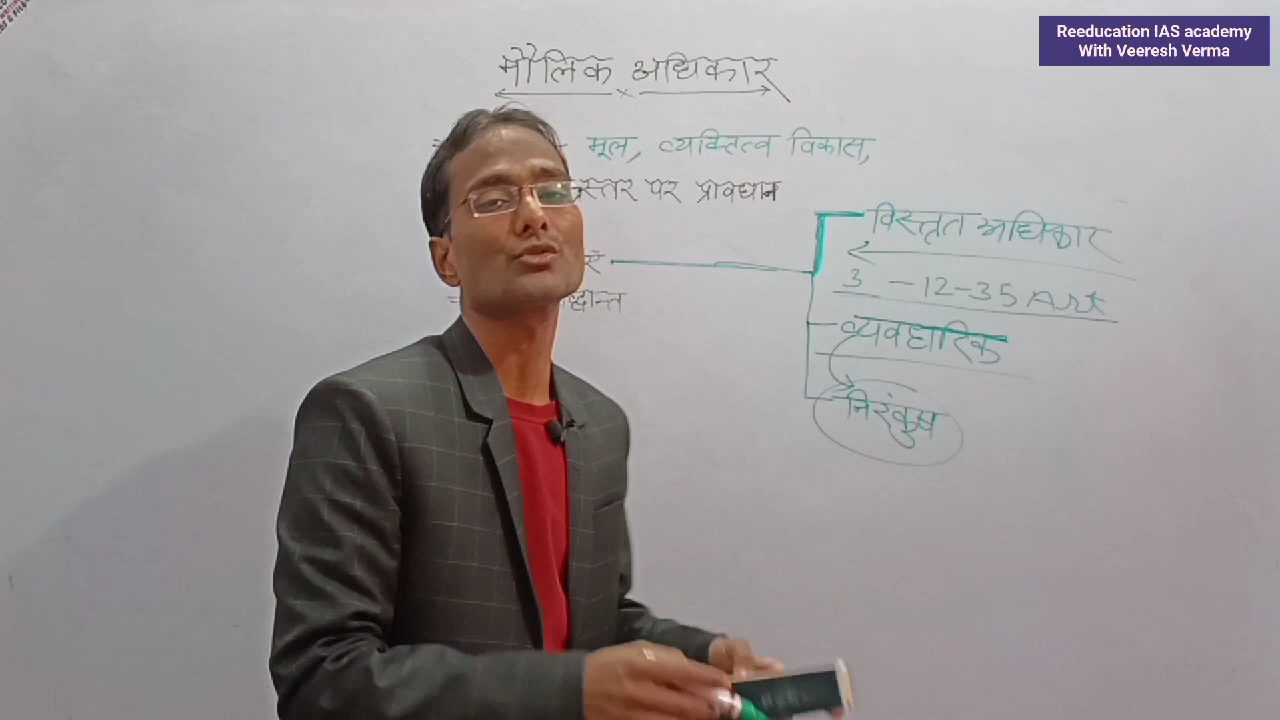 Reeducation IAS academy
With Veeresh Verma
मौलिक अधिकार
मूल, व्यक्तित्व विकास,
स्तर पर प्रावधान
विस्तृत अधिकार
3 - 12-35 Art
व्यवहारिक
निरंकुष